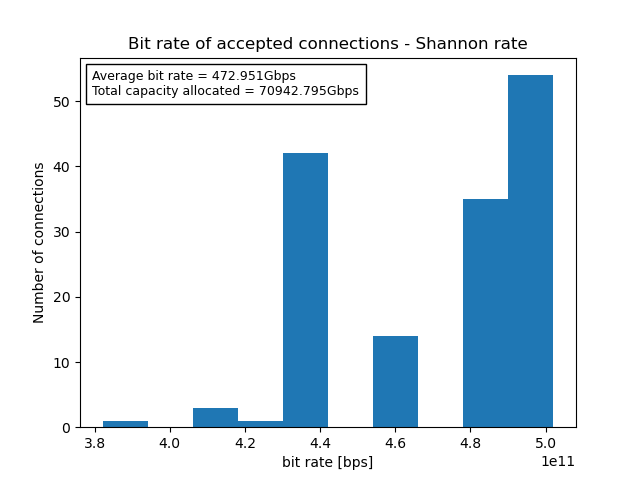 Bit rate of accepted connections - Shannon rate
Average bit rate = 472.951Gbps
Total capacity allocated = 70942.795Gbps
Number of connections
50
40
30
20
10
0
3.8 4.0 4.2 4.4 4.6 4.8 5.0
1e11
bit rate [bps]